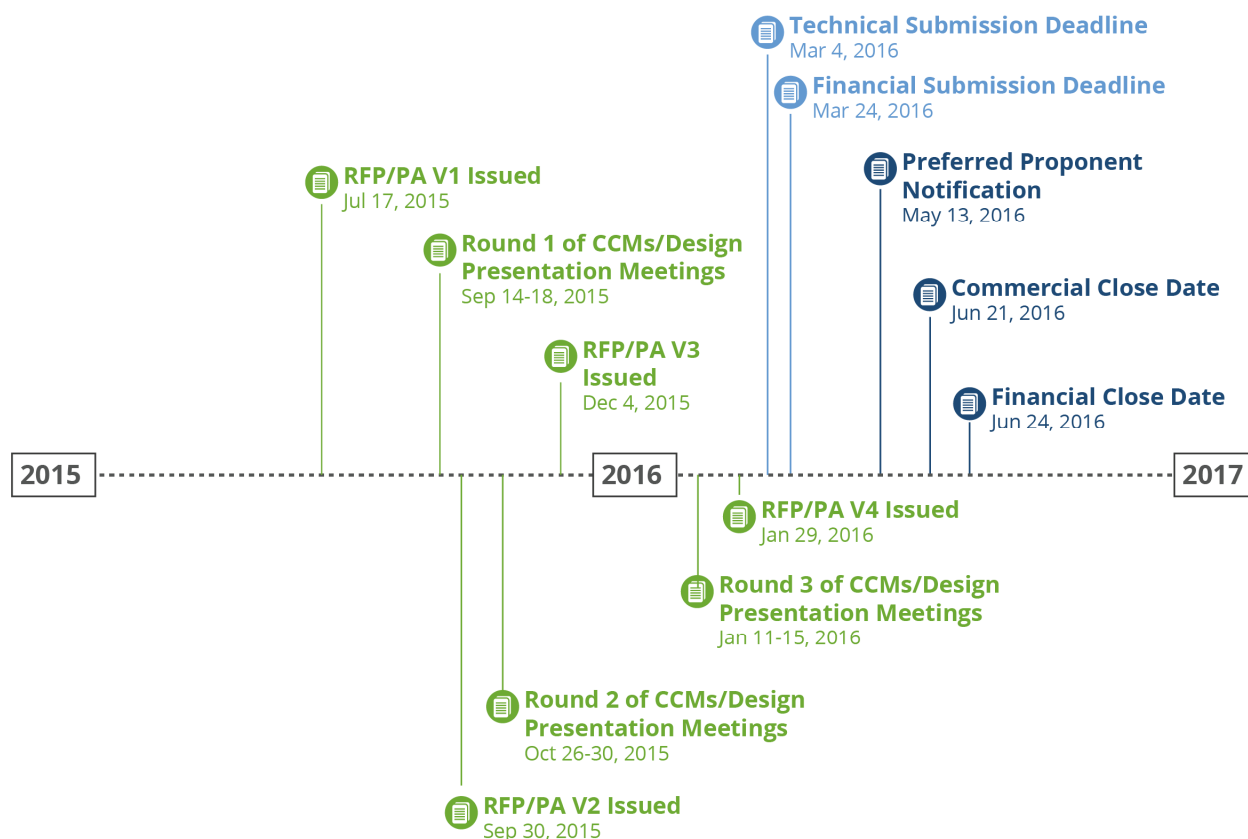 Technical Submission Deadline
Mar 4, 2016
Financial Submission Deadline
Mar 24, 2016
Preferred Proponent
Notification
May 13, 2016
RFP/PA V1 Issued
Jul 17, 2015
Round 1 of CCMs/Design
Presentation Meetings
Sep 14-18, 2015
Commercial Close Date
Jun 21, 2016
RFP/PA V3
Issued
Dec 4, 2015
Financial Close Date
Jun 24, 2016
2015
2016
2017
RFP/PA V4 Issued
Jan 29, 2016
Round 3 of CCMs/Design
Presentation Meetings
Jan 11-15, 2016
Round 2 of CCMs/Design
Presentation Meetings
Oct 26-30, 2015
RFP/PA V2 Issued
Sep 30, 2015